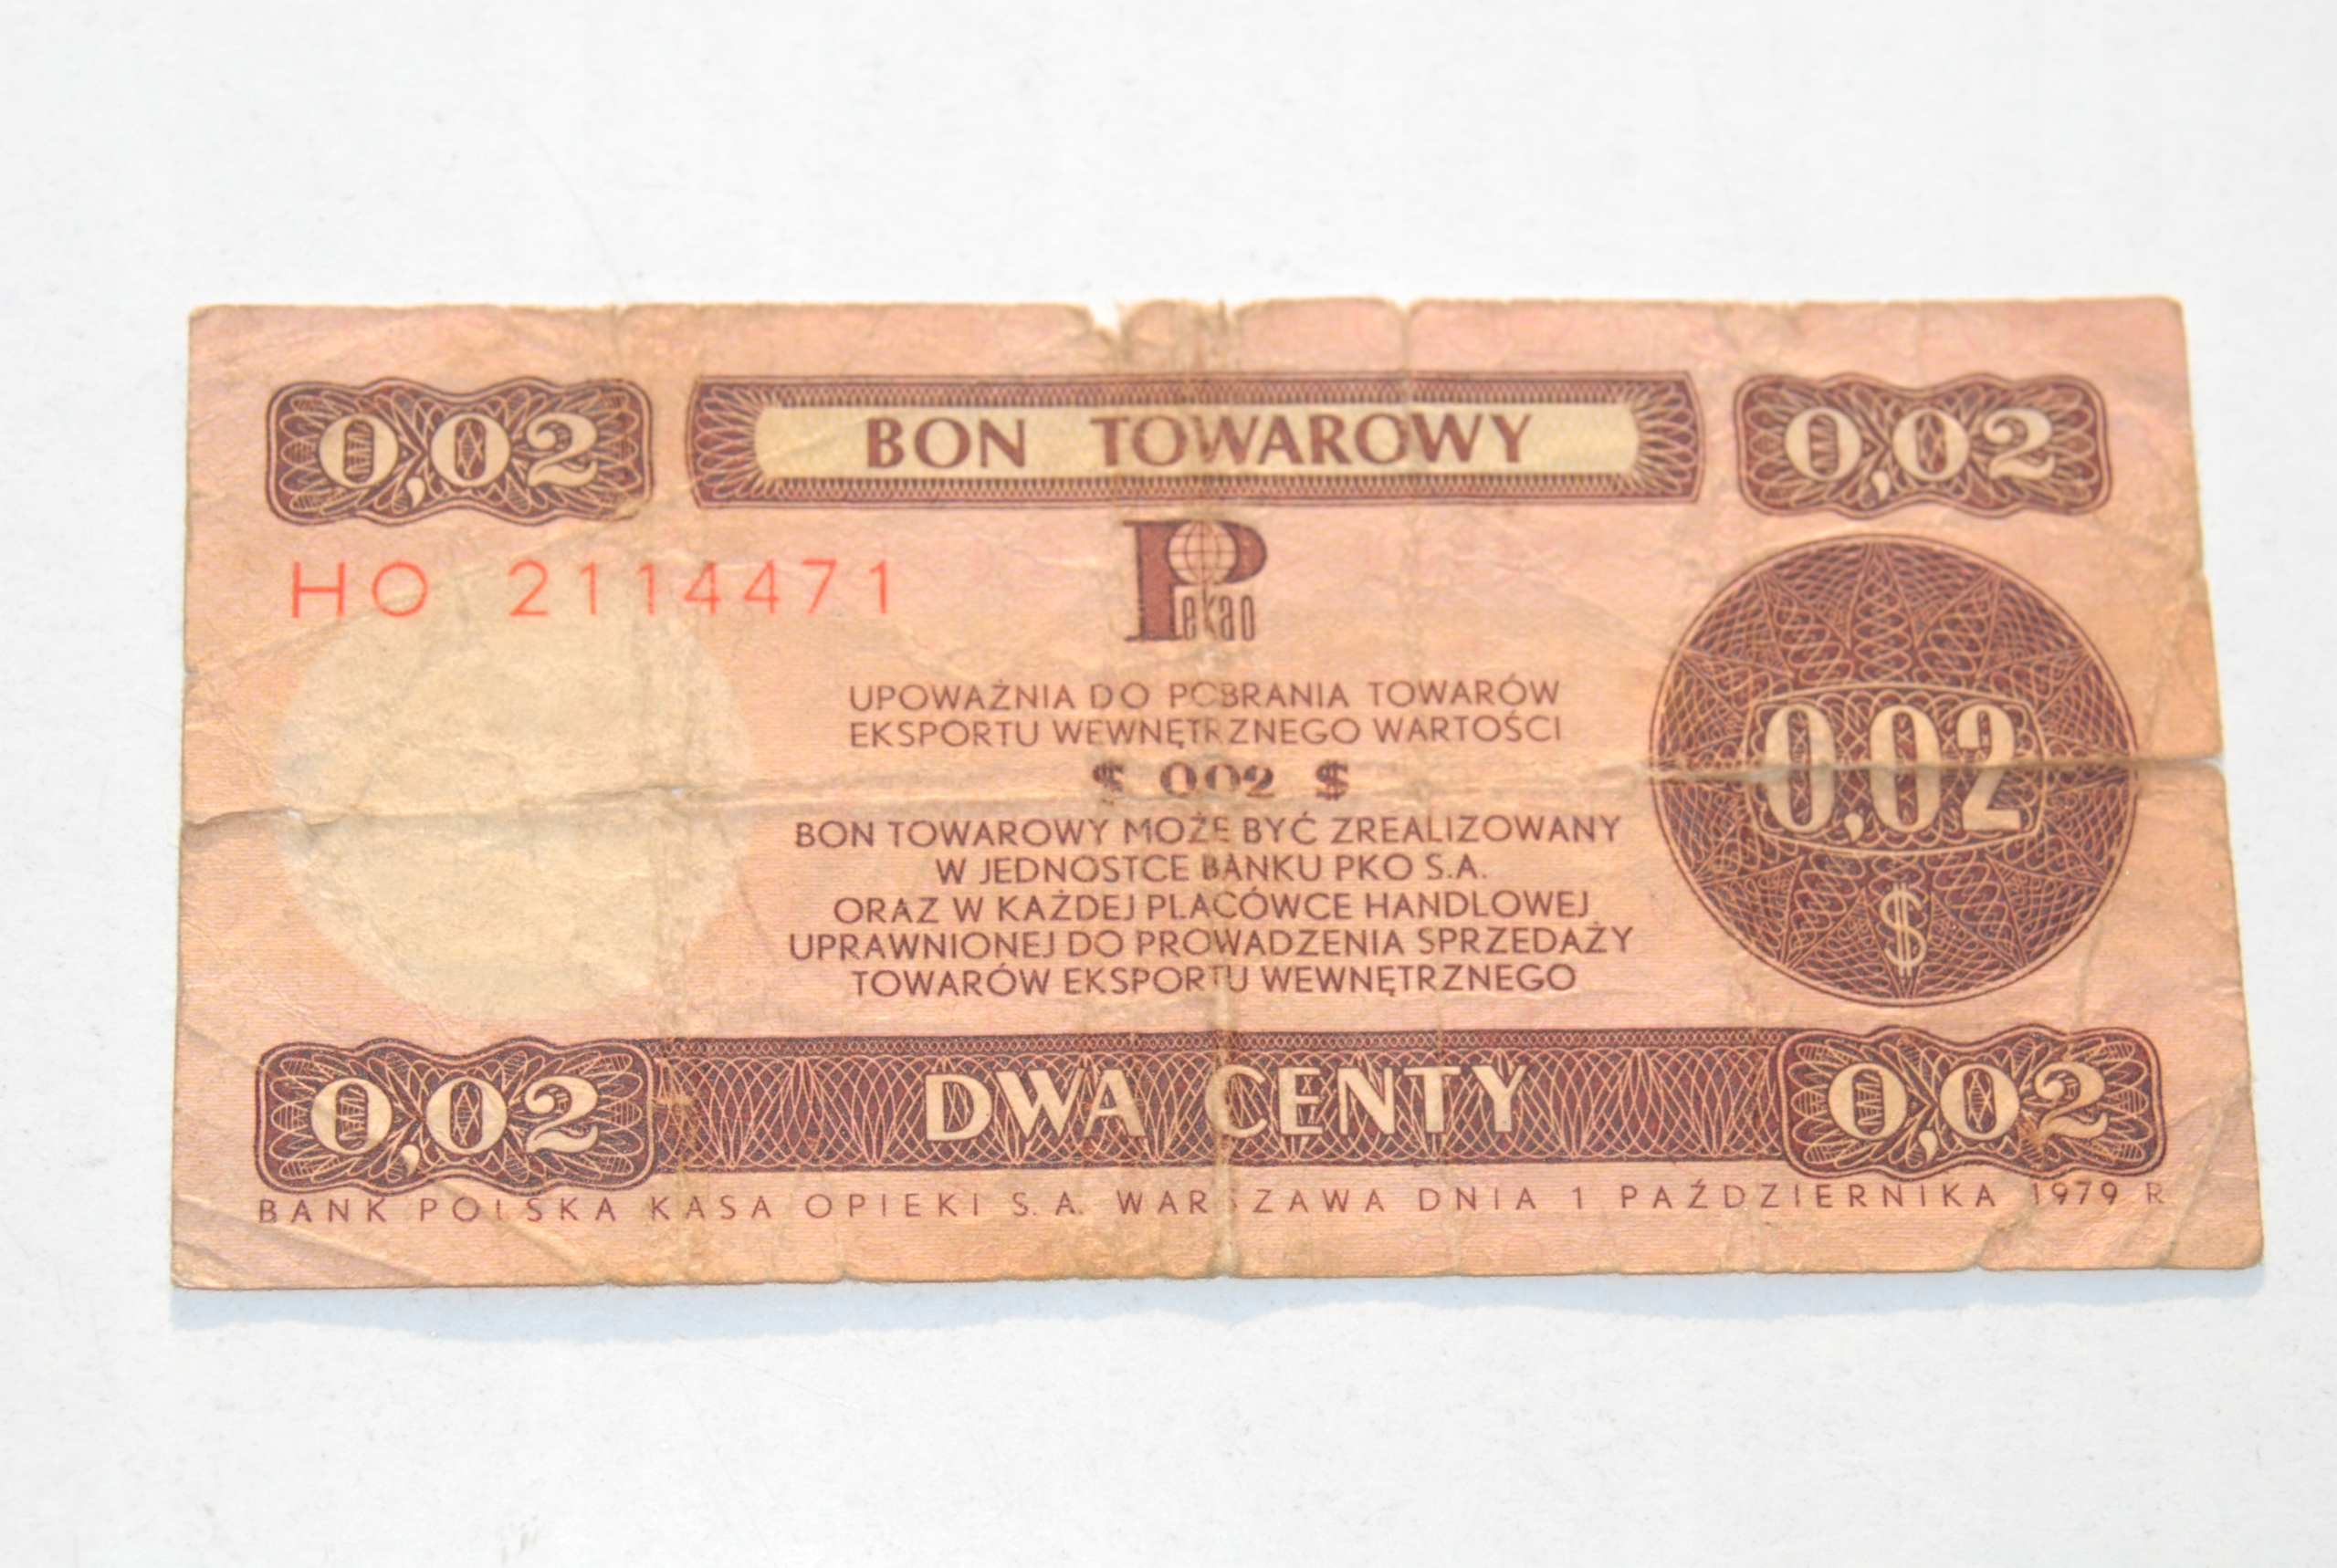 0,02 BON TOWAROWY 0,02
HO 2114471
Pekao
UPOWAŻNIA DO POBRANIA TOWARÓW
EKSPORTU WEWNĘTRZNEGO WARTOŚCI
$ 0,02 $
BON TOWAROWY MOŻE BYĆ ZREALIZOWANY
W JEDNOSTCE BANKU PKO S.A.
ORAZ W KAŻDEJ PLACÓWCE HANDLOWEJ
UPRAWNIONEJ DO PROWADZENIA SPRZEDAŻY
TOWARÓW EKSPORTU WEWNĘTRZNEGO
0,02
$
0,02 DWA CENTY 0,02
BANK POLSKA KASA OPIEKI S.A. WARSZAWA DNIA 1 PAŹDZIERNIKA 1979 R